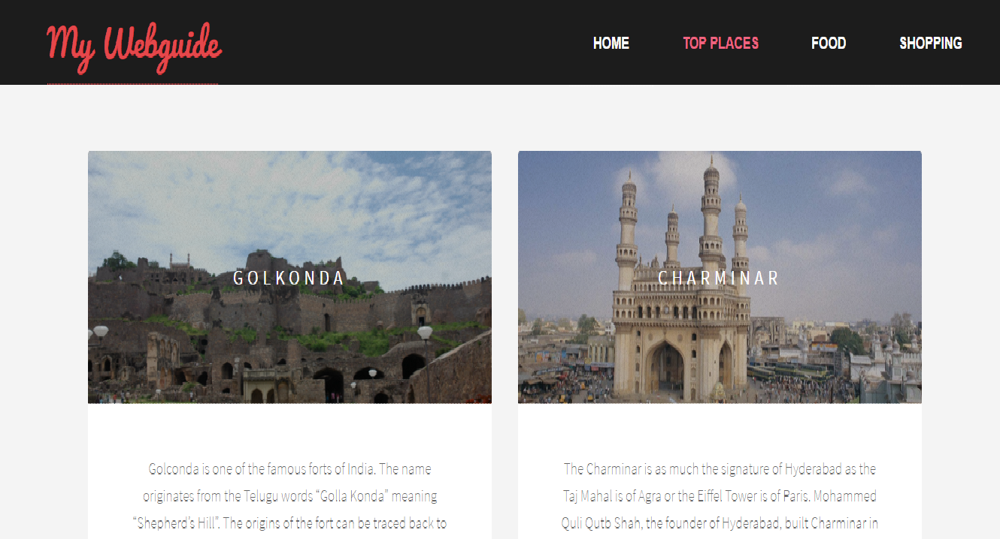 My Webguide
HOME TOP PLACES FOOD SHOPPING
GOLKONDA
Golconda is one of the famous forts of India. The name
originates from the Telugu words “Golla Konda” meaning
“Shepherd's Hill”. The origins of the fort can be traced back to
CHARMINAR
The Charminar is as much the signature of Hyderabad as the
Taj Mahal is of Agra or the Eiffel Tower is of Paris. Mohammed
Quli Qutb Shah, the founder of Hyderabad, built Charminar in